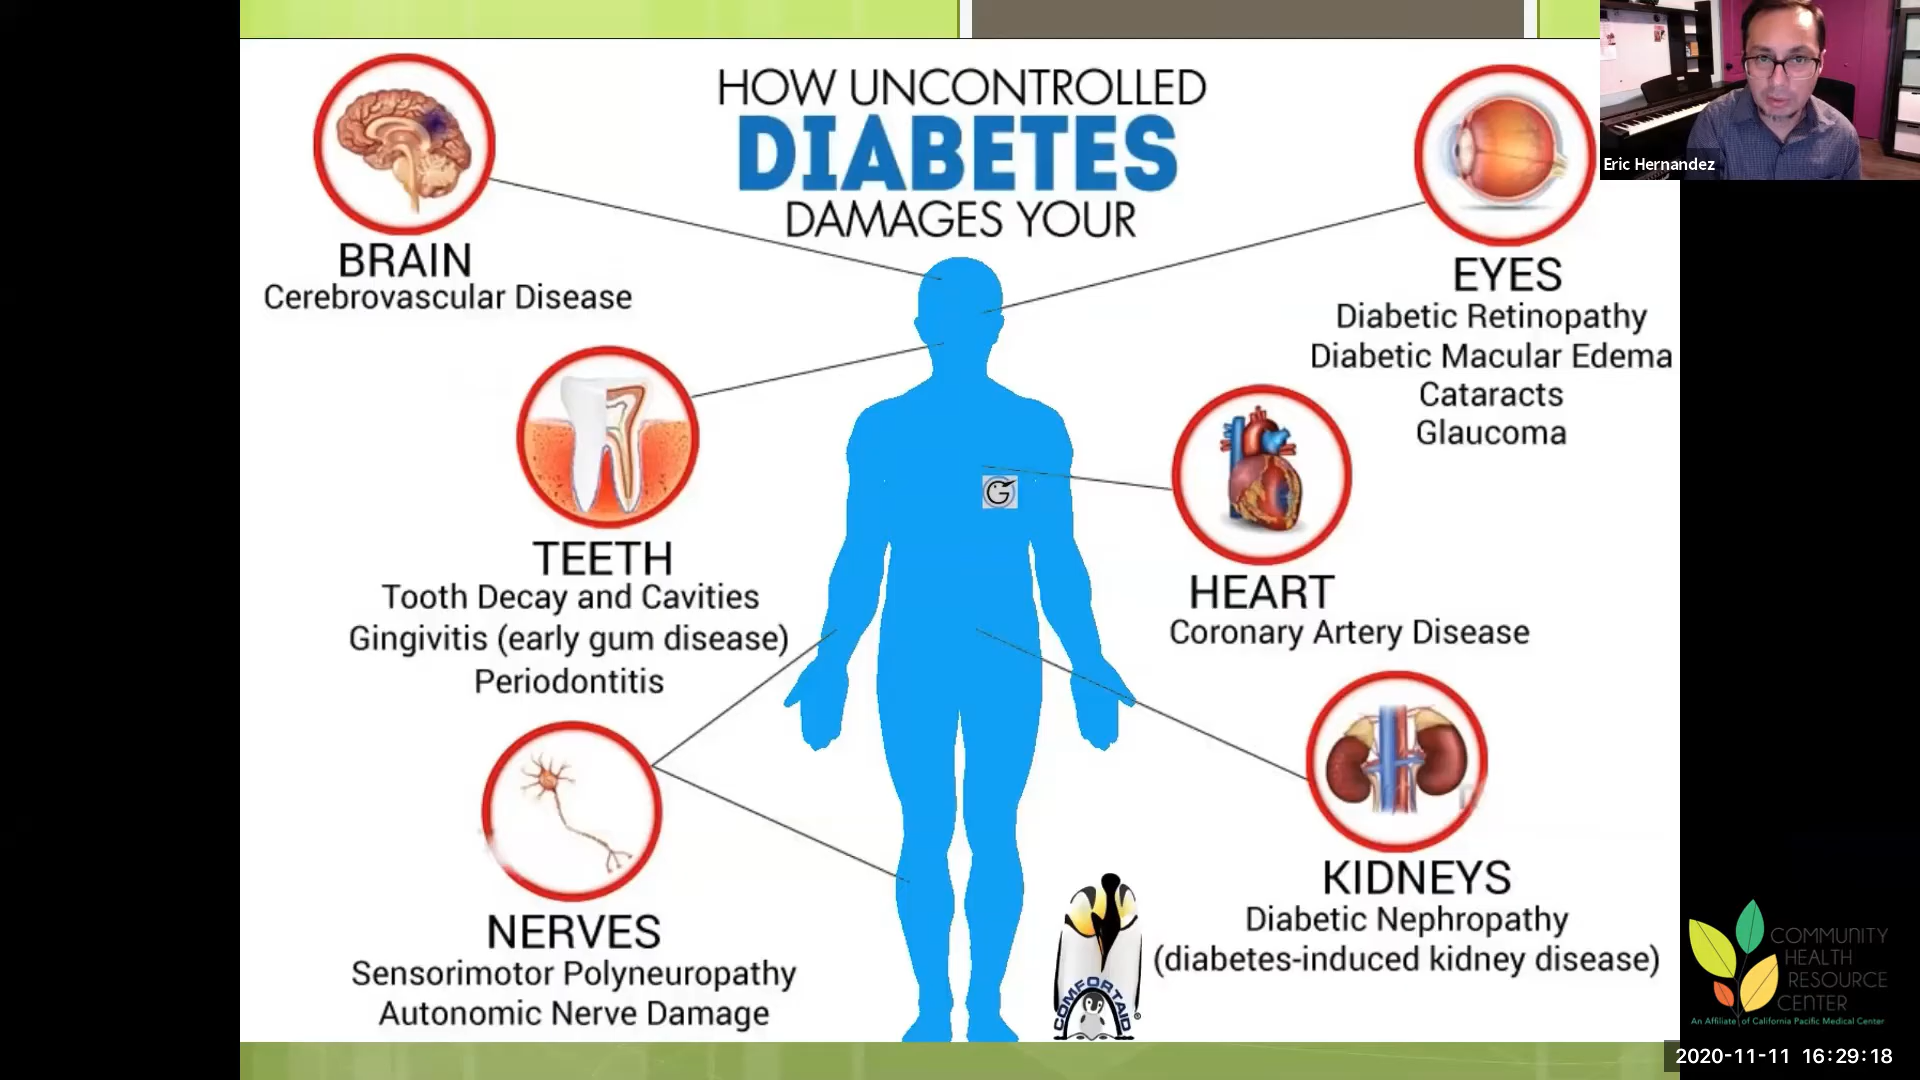 HOW UNCONTROLLED
DIABETES
DAMAGES YOUR
BRAIN
Cerebrovascular Disease
EYES
Diabetic Retinopathy
Diabetic Macular Edema
Cataracts
Glaucoma
TEETH
Tooth Decay and Cavities
Gingivitis (early gum disease)
Periodontitis
G
HEART
Coronary Artery Disease
NERVES
Sensorimotor Polyneuropathy
Autonomic Nerve Damage
KIDNEYS
Diabetic Nephropathy
(diabetes-induced kidney disease)
COMFORTAID®
Eric Hernandez
COMMUNITY
HEALTH
RESOURCE
CENTER
An Affiliate of California Pacific Medical Center
2020-11-11 16:29:18